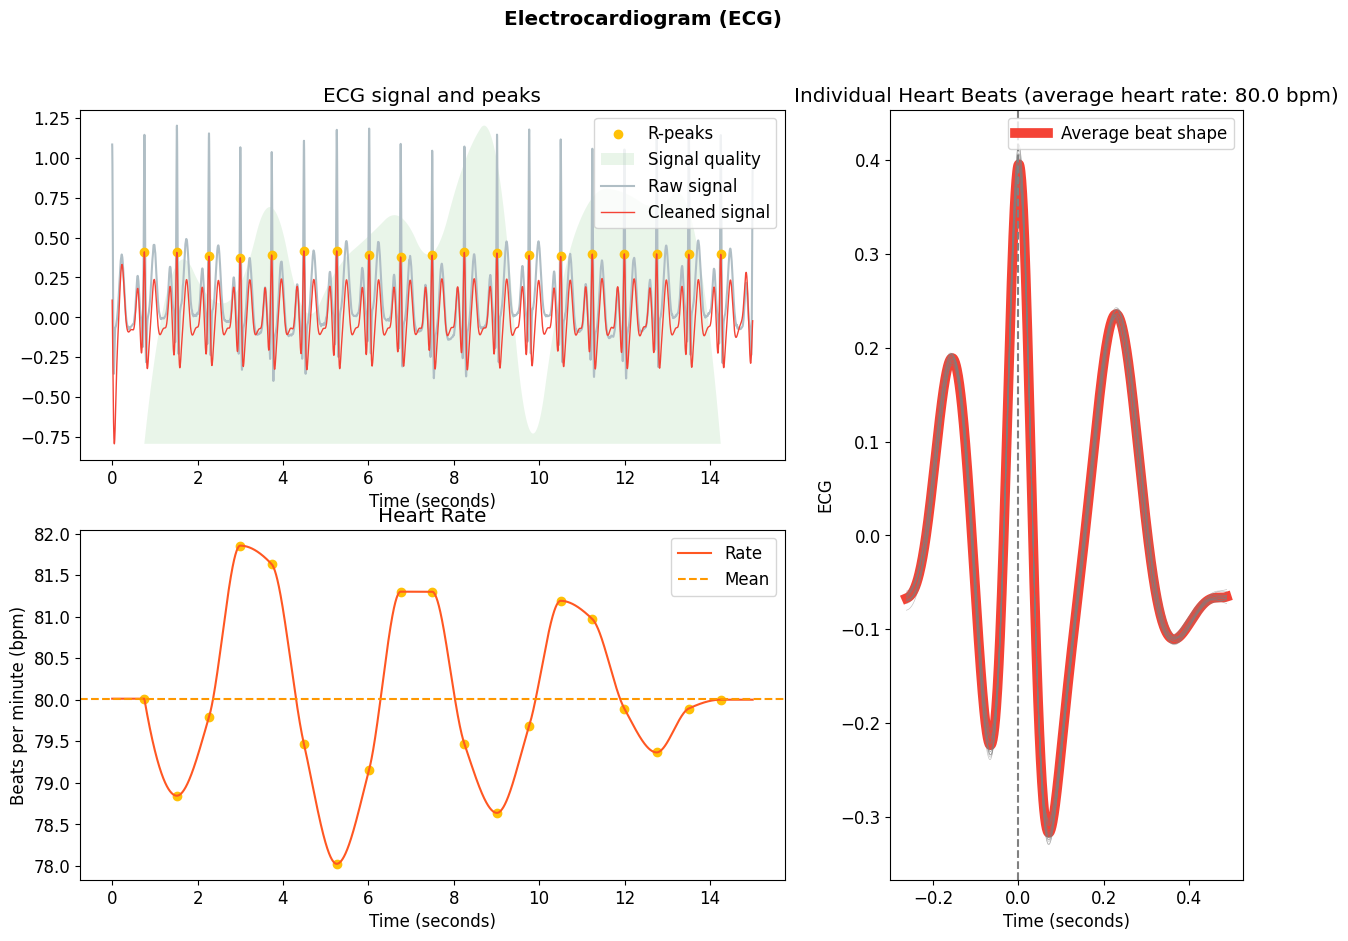 Electrocardiogram (ECG)
ECG signal and peaks
1.25
1.00
0.75
0.50
0.25
0.00
−0.25
−0.50
−0.75
R-peaks
Signal quality
Raw signal
Cleaned signal
0 2 4 6 8 10 12 14
Time (seconds)
Heart Rate
Beats per minute (bpm)
82.0
81.5
81.0
80.5
80.0
79.5
79.0
78.5
78.0
Rate
Mean
0 2 4 6 8 10 12 14
Time (seconds)
Individual Heart Beats (average heart rate: 80.0 bpm)
Average beat shape
ECG
0.4
0.3
0.2
0.1
0.0
−0.1
−0.2
−0.3
−0.2 0.0 0.2 0.4
Time (seconds)